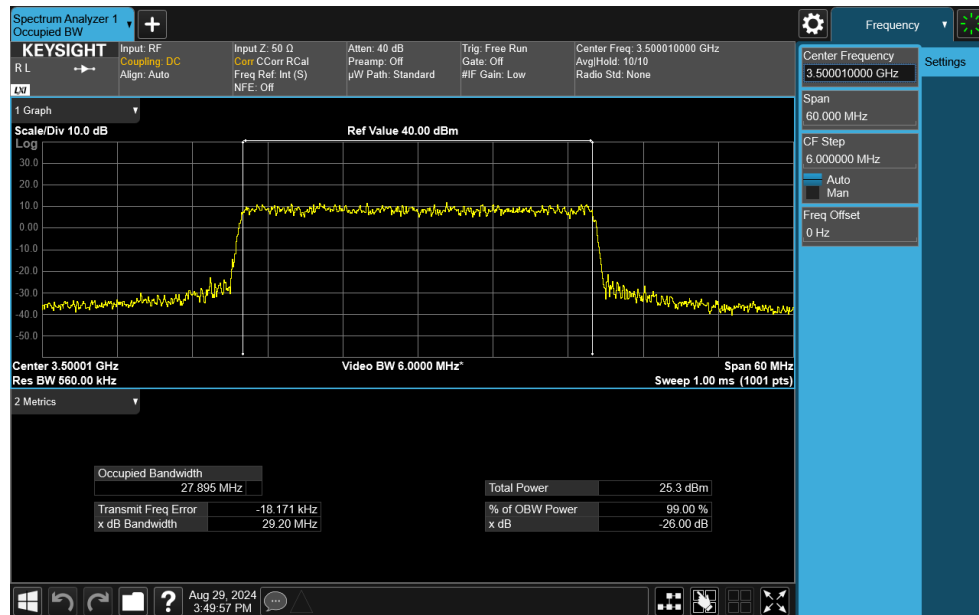 Spectrum Analyzer 1
Occupied BW
+
Frequency
KEYSIGHT
R L
LXI
Input: RF
Coupling: DC
Align: Auto
Input Z: 50 Ω
Corr CCorr RCal
Freq Ref: Int (S)
NFE: Off
Atten: 40 dB
Preamp: Off
µW Path: Standard
Trig: Free Run
Gate: Off
#IF Gain: Low
Center Freq: 3.500010000 GHz
Avg|Hold: 10/10
Radio Std: None
Center Frequency
3.500010000 GHz
Settings
Span
60.000 MHz
CF Step
6.000000 MHz
Auto
Man
Freq Offset
0 Hz
1 Graph
Scale/Div 10.0 dB
Ref Value 40.00 dBm
Log
30.0
20.0
10.0
0.00
-10.0
-20.0
-30.0
-40.0
-50.0
Center 3.50001 GHz
Video BW 6.0000 MHz*
Span 60 MHz
Res BW 560.00 kHz
Sweep 1.00 ms (1001 pts)
2 Metrics
Occupied Bandwidth
27.895 MHz
Total Power 25.3 dBm
Transmit Freq Error -18.171 kHz
% of OBW Power 99.00 %
x dB Bandwidth 29.20 MHz
x dB -26.00 dB
?
Aug 29, 2024
3:49:57 PM